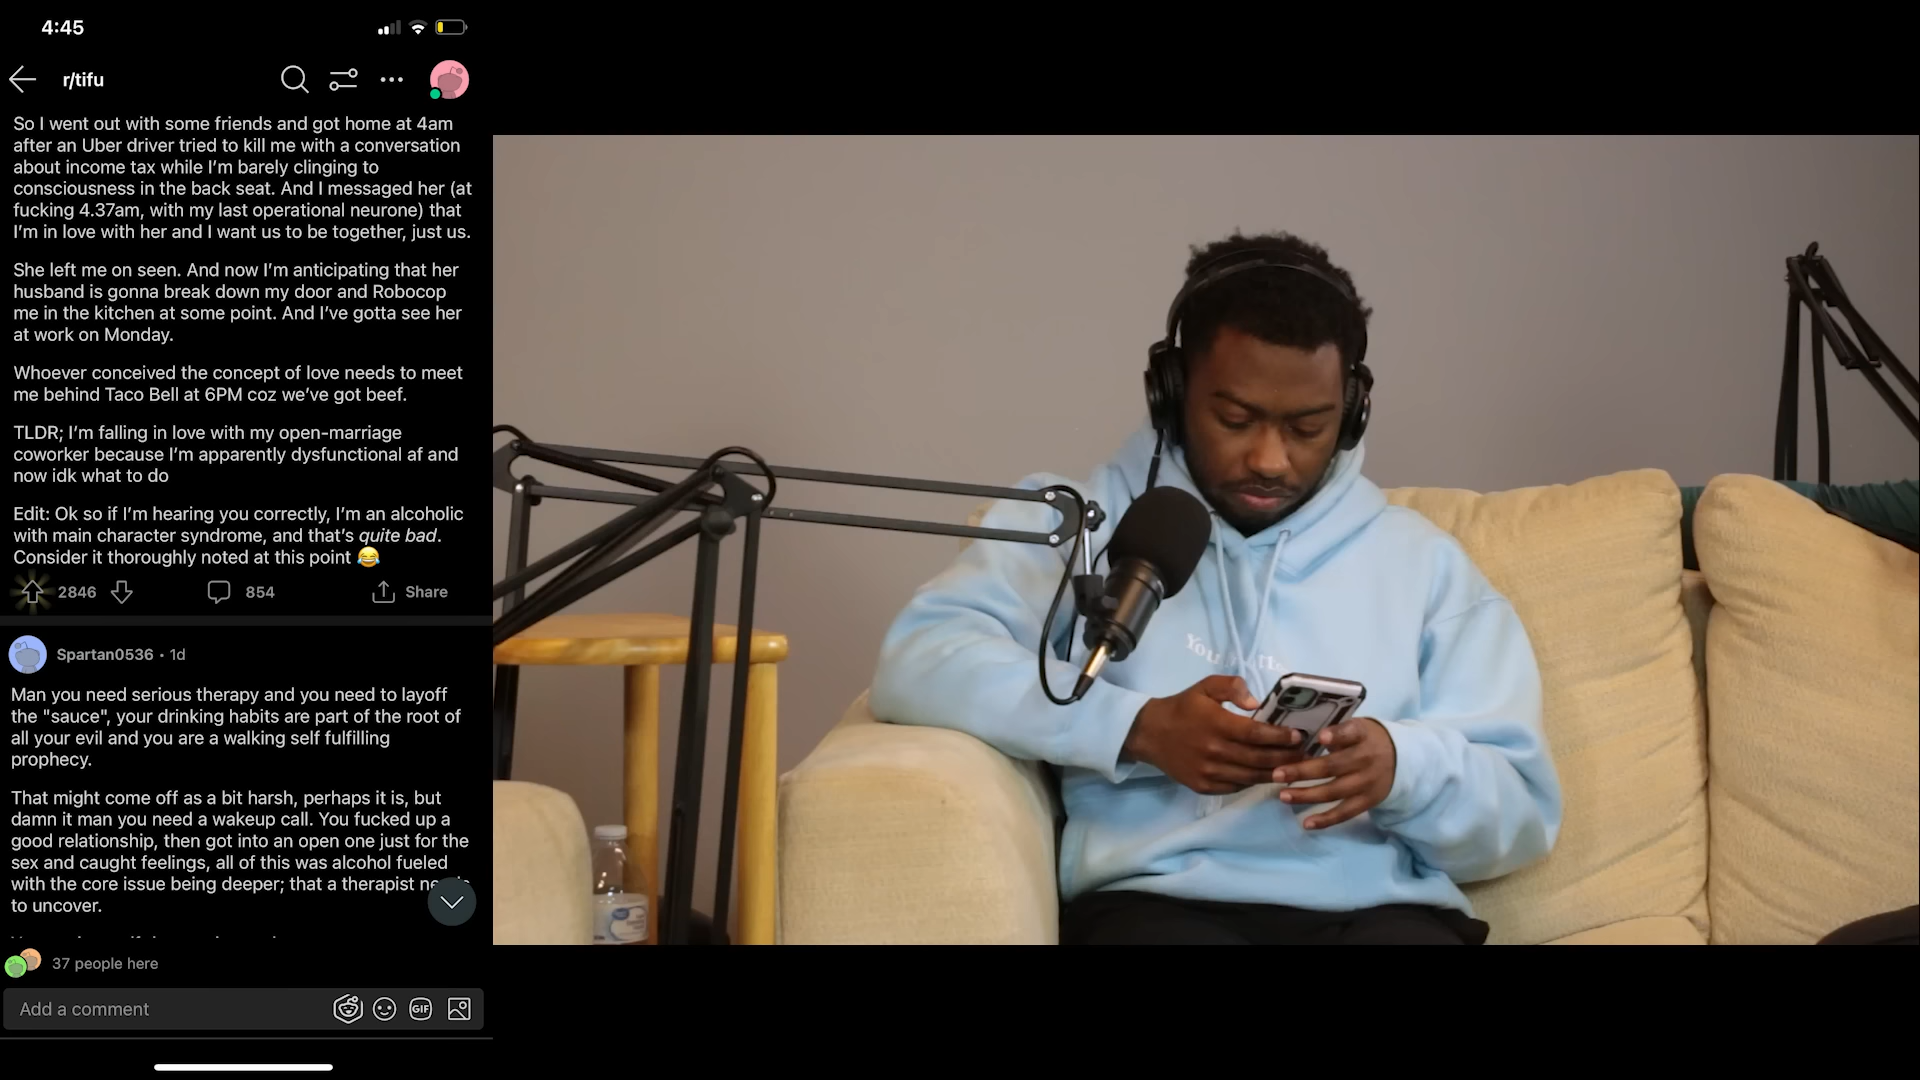 4:45
r/tifu
So I went out with some friends and got home at 4am
after an Uber driver tried to kill me with a conversation
about income tax while I'm barely clinging to
consciousness in the back seat. And I messaged her (at
fucking 4.37am, with my last operational neurone) that
I'm in love with her and I want us to be together, just us.
She left me on seen. And now I'm anticipating that her
husband is gonna break down my door and Robocop
me in the kitchen at some point. And I've gotta see her
at work on Monday.
Whoever conceived the concept of love needs to meet
me behind Taco Bell at 6PM coz we've got beef.
TLDR; I'm falling in love with my open-marriage
coworker because I'm apparently dysfunctional af and
now idk what to do
Edit: Ok so if I'm hearing you correctly, I'm an alcoholic
with main character syndrome, and that's quite bad.
Consider it thoroughly noted at this point 😂
2846 854 Share
Spartan0536 • 1d
Man you need serious therapy and you need to layoff
the "sauce", your drinking habits are part of the root of
all your evil and you are a walking self fulfilling
prophecy.
That might come off as a bit harsh, perhaps it is, but
damn it man you need a wakeup call. You fucked up a
good relationship, then got into an open one just for the
sex and caught feelings, all of this was alcohol fueled
with the core issue being deeper; that a therapist
to uncover.
37 people here
Add a comment GIF